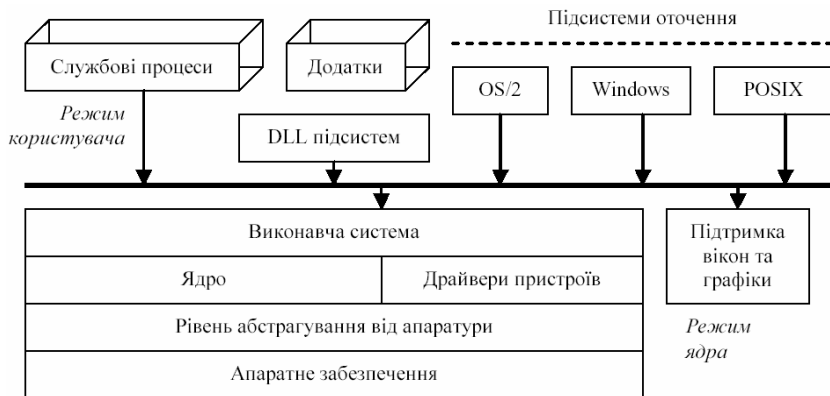 Підсистеми оточення
Службові процеси
Додатки
OS/2
Windows
POSIX
Режим
користувача
DLL підсистем
Виконавча система
Підтримка
вікон та
графіки
Ядро
Драйвери пристроїв
Рівень абстрагування від апаратури
Режим
ядра
Апаратне забезпечення